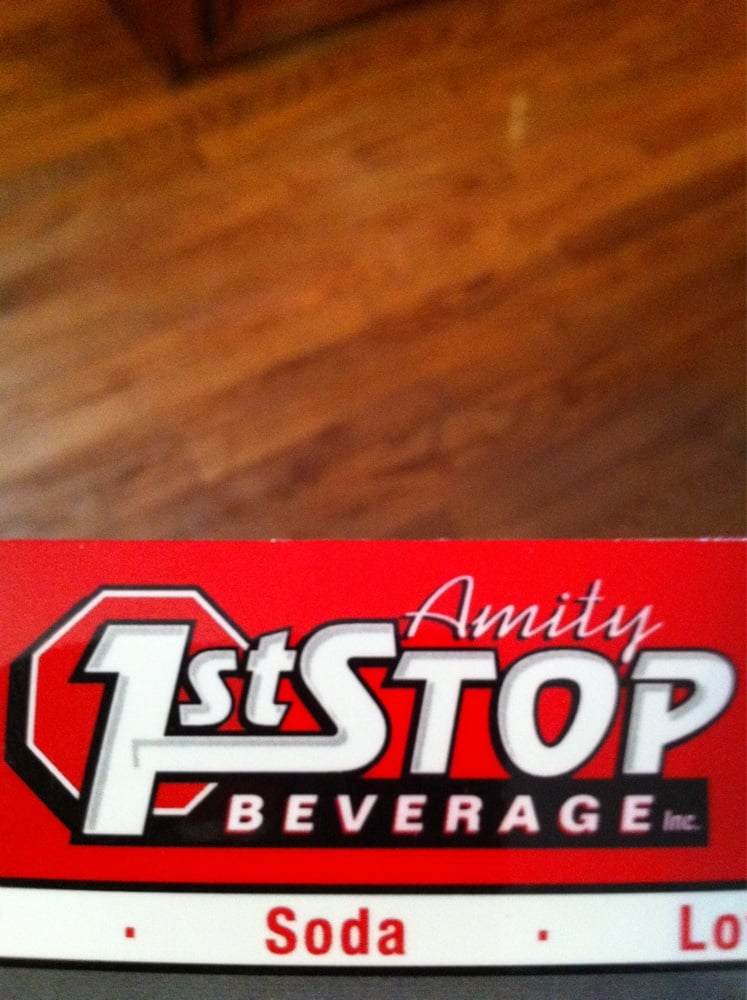 Amity
1st STOP
BEVERAGE Inc.
· Soda ·